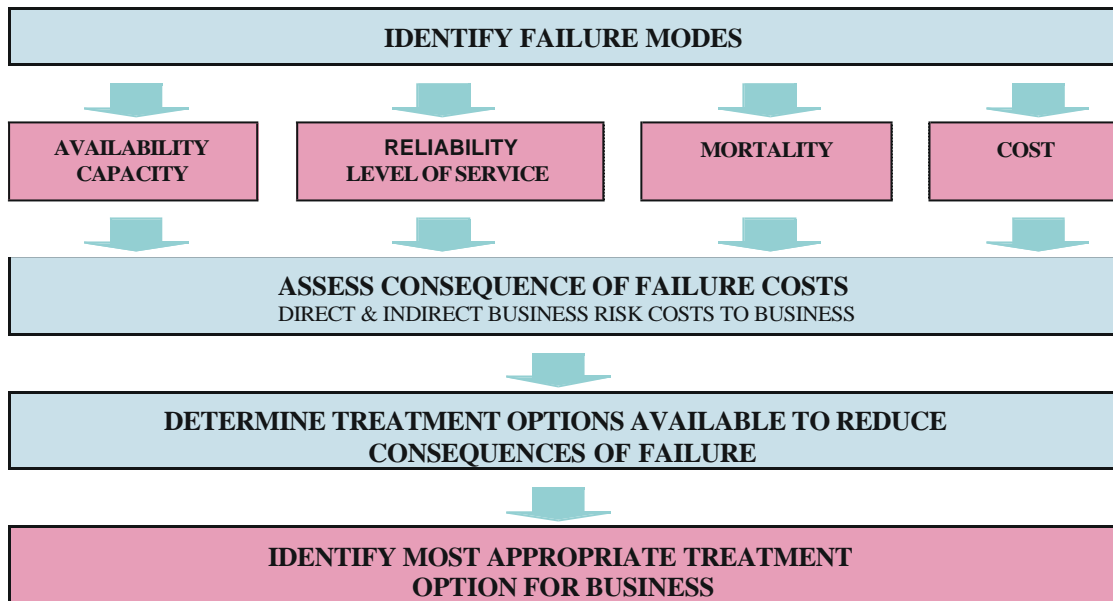 IDENTIFY FAILURE MODES
AVAILABILITY
CAPACITY
RELIABILITY
LEVEL OF SERVICE
MORTALITY
COST
ASSESS CONSEQUENCE OF FAILURE COSTS
DIRECT & INDIRECT BUSINESS RISK COSTS TO BUSINESS
DETERMINE TREATMENT OPTIONS AVAILABLE TO REDUCE
CONSEQUENCES OF FAILURE
IDENTIFY MOST APPROPRIATE TREATMENT
OPTION FOR BUSINESS